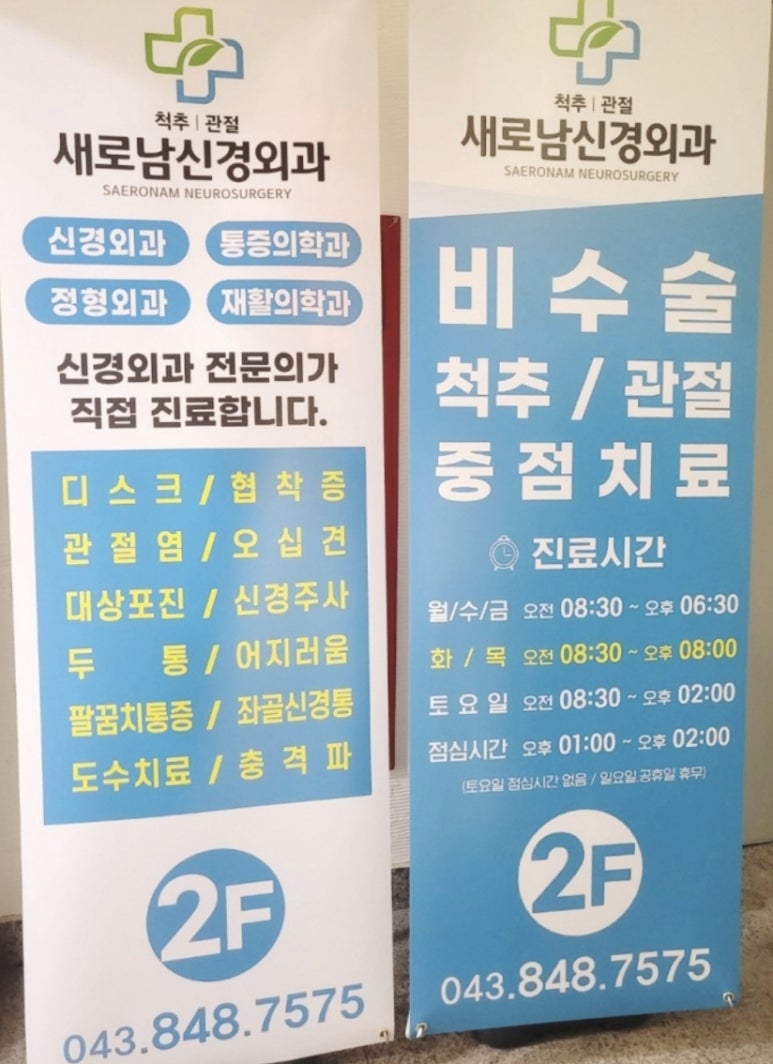 척추 | 관절
새로남신경외과
SAERONAM NEUROSURGERY
신경외과 통증의학과
정형외과 재활의학과
신경외과 전문의가
직접 진료합니다.
디스크 / 협착증
관절염 / 오십견
대상포진 / 신경주사
두통 / 어지러움
팔꿈치통증 / 좌골신경통
도수치료 / 충격파
2F
043.848.7575
척추 | 관절
새로남신경외과
SAERONAM NEUROSURGERY
비수술
척추 / 관절
중점치료
진료시간
월/수/금 오전 08:30 ~ 오후 06:30
화 / 목 오전 08:30 ~ 오후 08:00
토요일 오전 08:30 ~ 오후 02:00
점심시간 오후 01:00 ~ 오후 02:00
(토요일 점심시간 없음 / 일요일,공휴일 휴무)
2F
043.848.7575